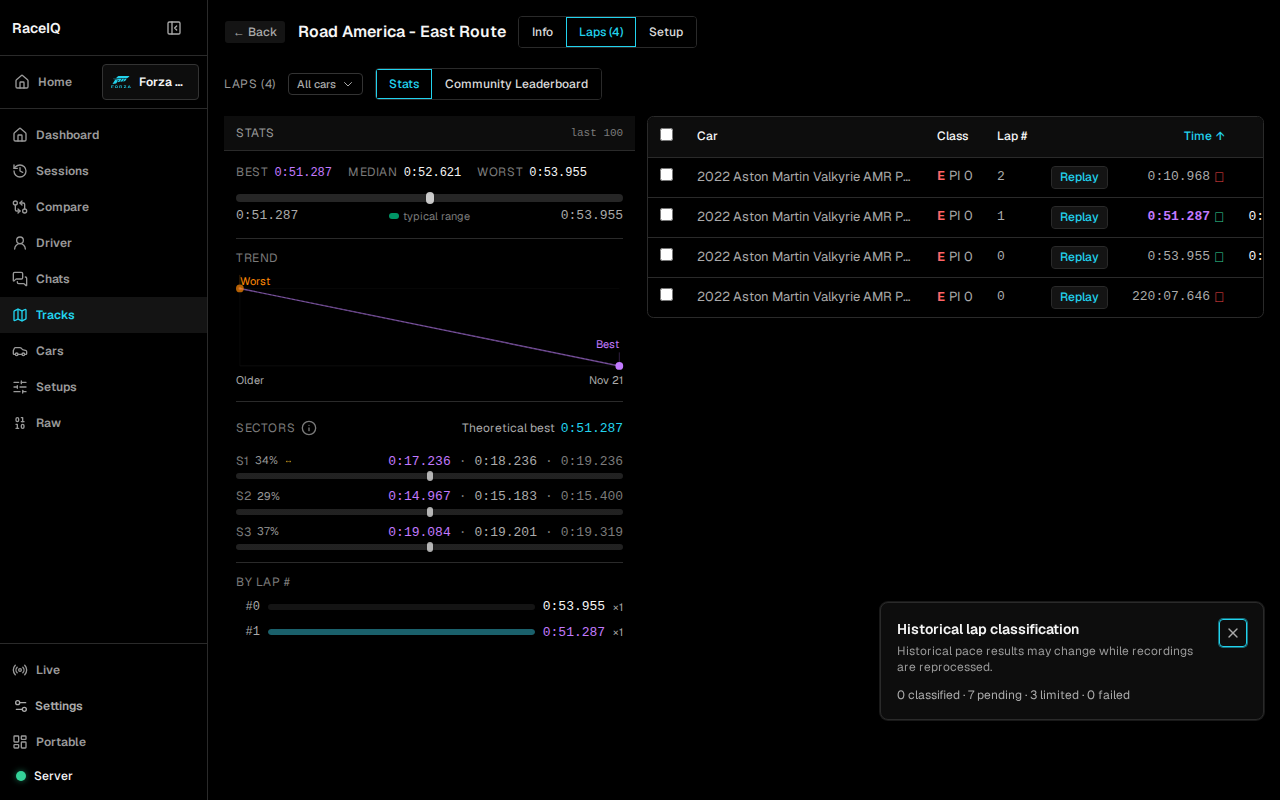 RaceIQ
← Back
Road America - East Route
Info
Laps (4)
Setup
Home
FORZA
Forza ...
LAPS (4)
All cars
Stats
Community Leaderboard
Dashboard
Sessions
Compare
Driver
Chats
Tracks
Cars
Setups
Raw
Live
Settings
Portable
Server
STATS
last 100
BEST 0:51.287 MEDIAN 0:52.621 WORST 0:53.955
0:51.287
typical range
0:53.955
TREND
Worst
Best
Older
Nov 21
SECTORS
Theoretical best 0:51.287
S1 34% -- 0:17.236 · 0:18.236 · 0:19.236
S2 29% 0:14.967 · 0:15.183 · 0:15.400
S3 37% 0:19.084 · 0:19.201 · 0:19.319
BY LAP #
#0 0:53.955 ×1
#1 0:51.287 ×1
Car Class Lap # Time ↑
2022 Aston Martin Valkyrie AMR P... E PI 0 2 Replay 0:10.968
2022 Aston Martin Valkyrie AMR P... E PI 0 1 Replay 0:51.287 0:
2022 Aston Martin Valkyrie AMR P... E PI 0 0 Replay 0:53.955 0:
2022 Aston Martin Valkyrie AMR P... E PI 0 0 Replay 220:07.646
Historical lap classification
Historical pace results may change while recordings
are reprocessed.
0 classified · 7 pending · 3 limited · 0 failed